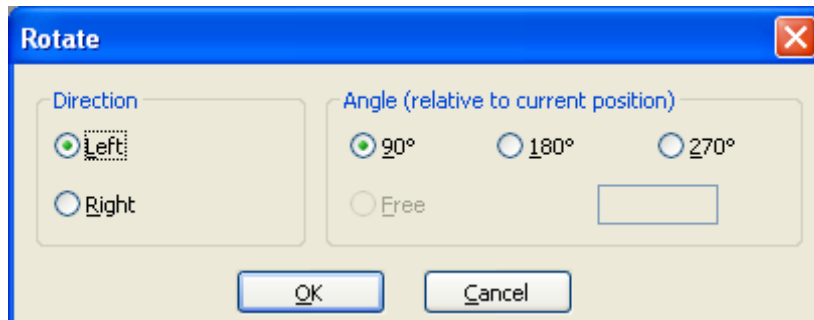 Rotate
Direction
Left
Right
Angle (relative to current position)
90° 180° 270°
Free
OK Cancel